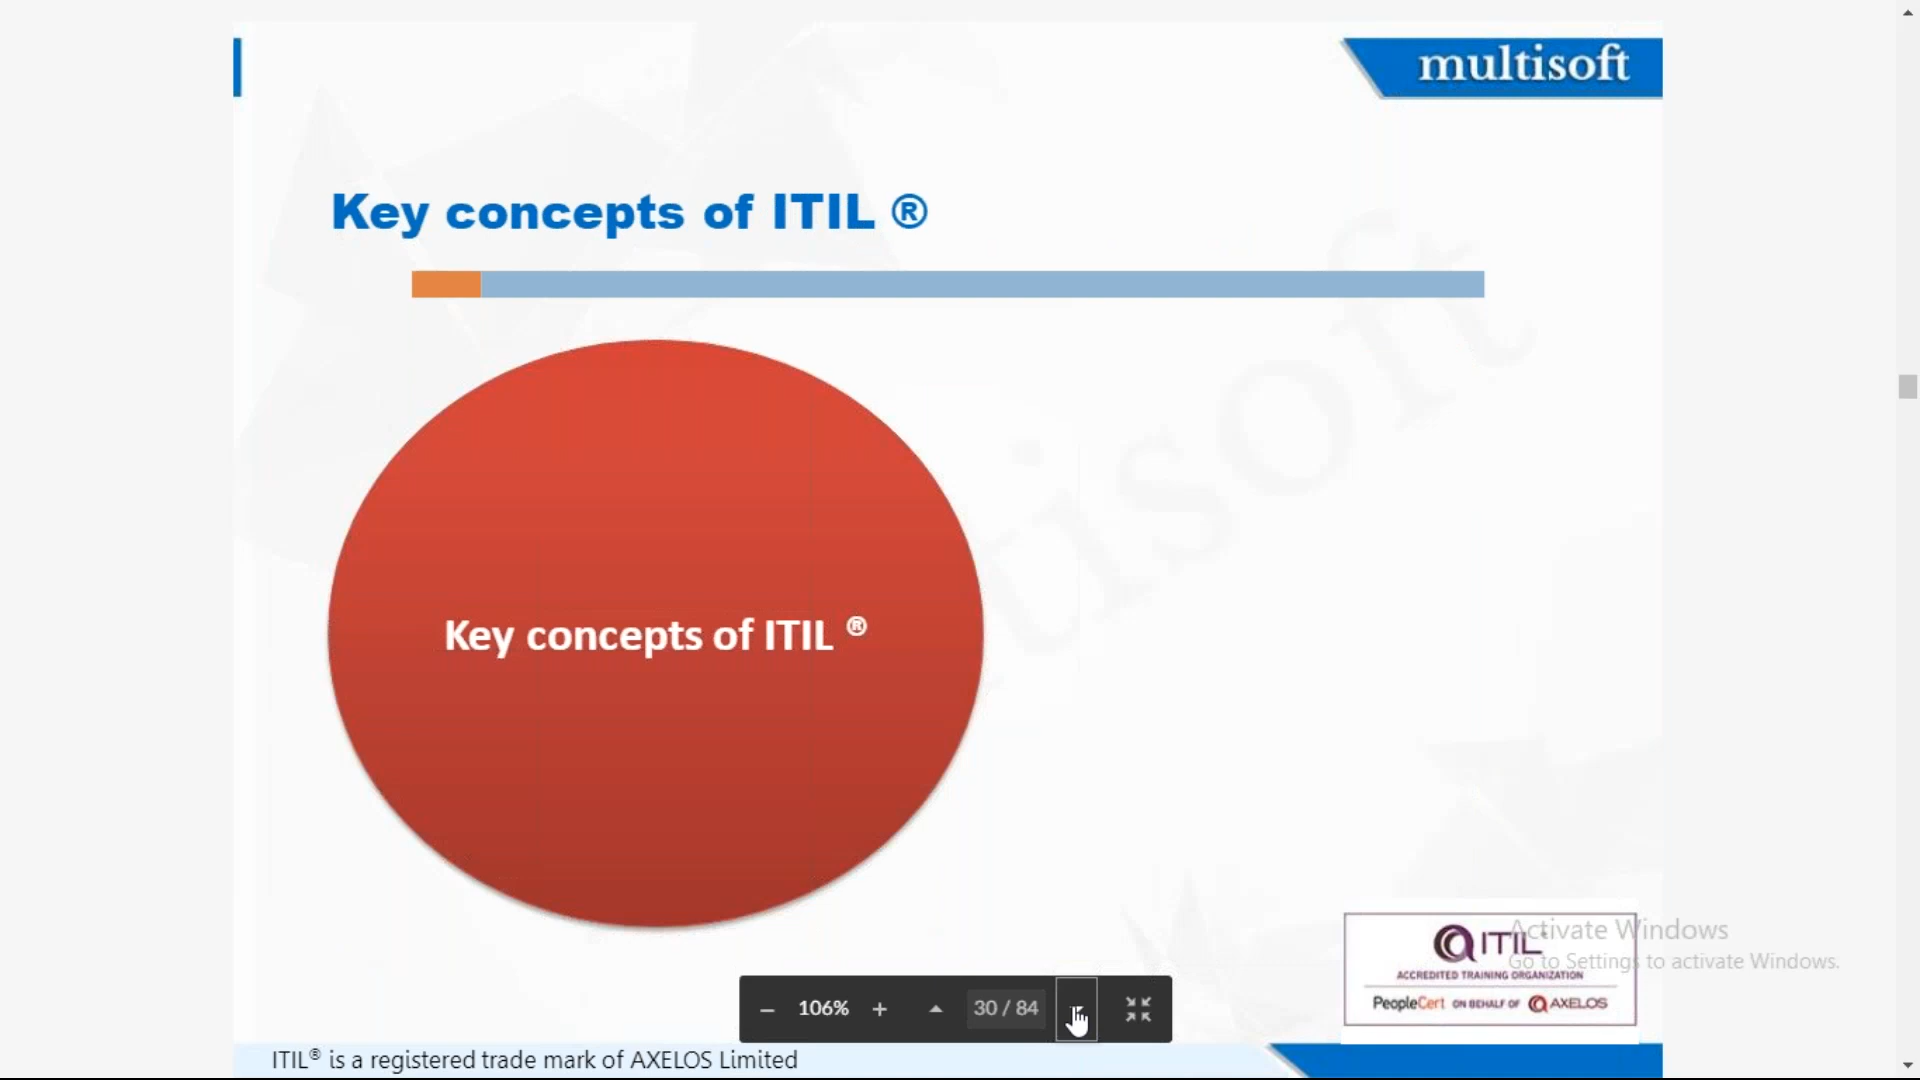 multisoft
Key concepts of ITIL ®
Key concepts of ITIL ®
tisoft
ITIL
ACCREDITED TRAINING ORGANIZATION
PeopleCert ON BEHALF OF AXELOS
Activate Windows
Go to Settings to activate Windows.
− 106% + 30 / 84
ITIL® is a registered trade mark of AXELOS Limited